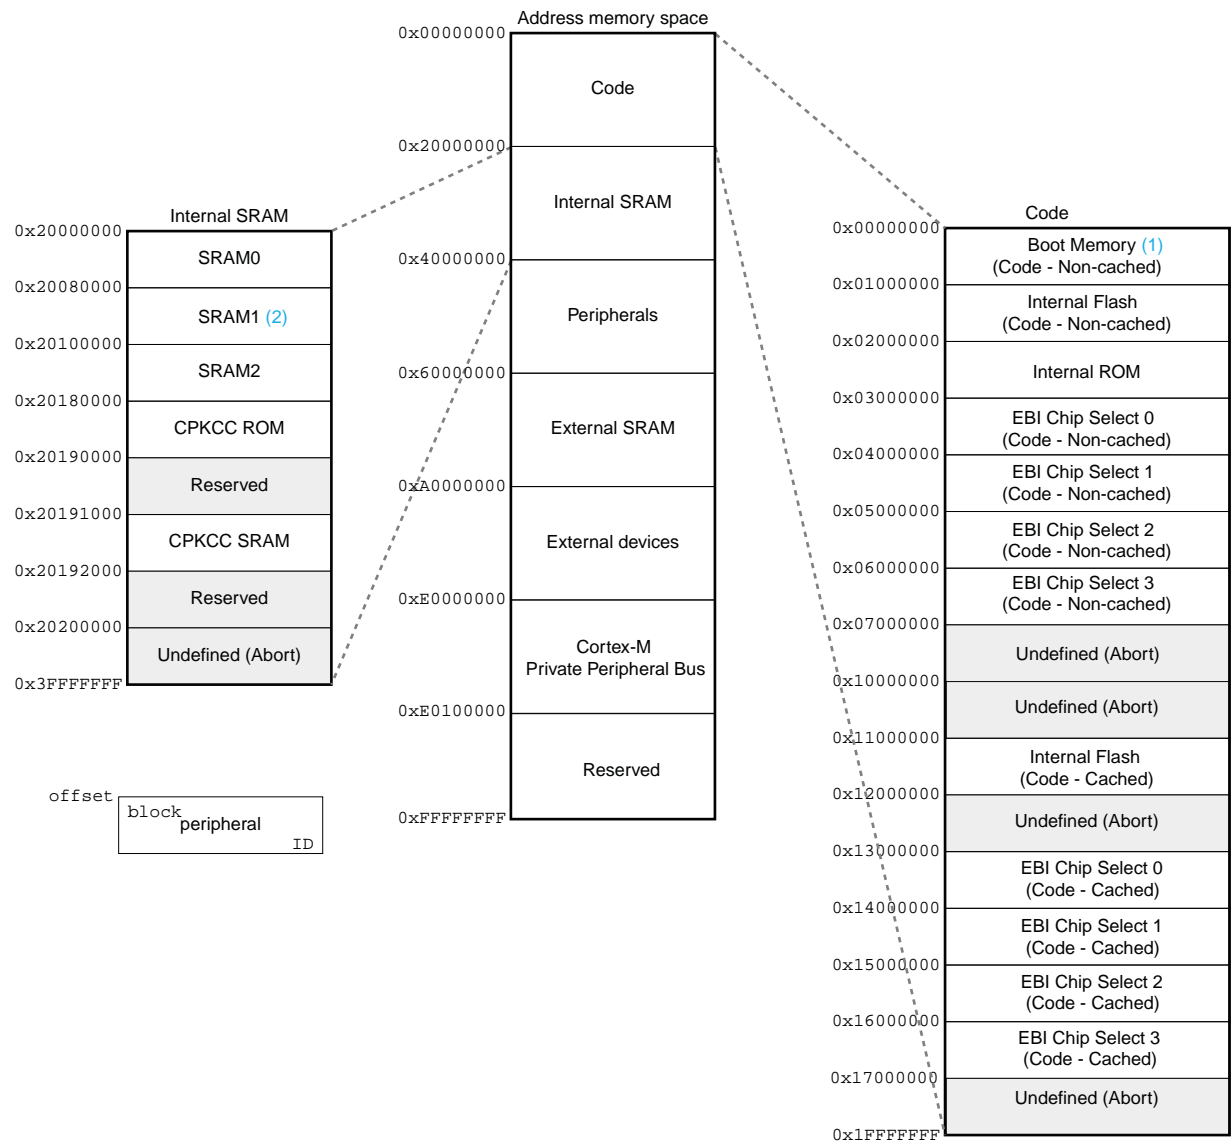 Address memory space
0x00000000
Code
0x20000000
Internal SRAM
0x40000000
Peripherals
0x60000000
External SRAM
0xA0000000
External devices
0xE0000000
Cortex-M
Private Peripheral Bus
0xE0100000
Reserved
0xFFFFFFFF
Internal SRAM
0x20000000
SRAM0
0x20080000
SRAM1 (2)
0x20100000
SRAM2
0x20180000
CPKCC ROM
0x20190000
Reserved
0x20191000
CPKCC SRAM
0x20192000
Reserved
0x20200000
Undefined (Abort)
0x3FFFFFFF
offset
block
peripheral
ID
Code
0x00000000
Boot Memory (1)
(Code - Non-cached)
0x01000000
Internal Flash
(Code - Non-cached)
0x02000000
Internal ROM
0x03000000
EBI Chip Select 0
(Code - Non-cached)
0x04000000
EBI Chip Select 1
(Code - Non-cached)
0x05000000
EBI Chip Select 2
(Code - Non-cached)
0x06000000
EBI Chip Select 3
(Code - Non-cached)
0x07000000
Undefined (Abort)
0x10000000
Undefined (Abort)
0x11000000
Internal Flash
(Code - Cached)
0x12000000
Undefined (Abort)
0x13000000
EBI Chip Select 0
(Code - Cached)
0x14000000
EBI Chip Select 1
(Code - Cached)
0x15000000
EBI Chip Select 2
(Code - Cached)
0x16000000
EBI Chip Select 3
(Code - Cached)
0x17000000
Undefined (Abort)
0x1FFFFFFF